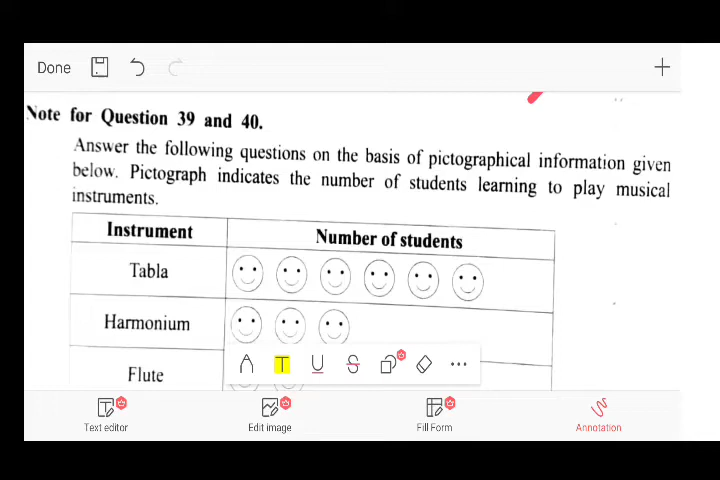 Done
Note for Question 39 and 40.
Answer the following questions on the basis of pictographical information given
below. Pictograph indicates the number of students learning to play musical
instruments.
Instrument Number of students
Tabla
Harmonium
Flute
T U S
Text editor Edit image Fill Form Annotation